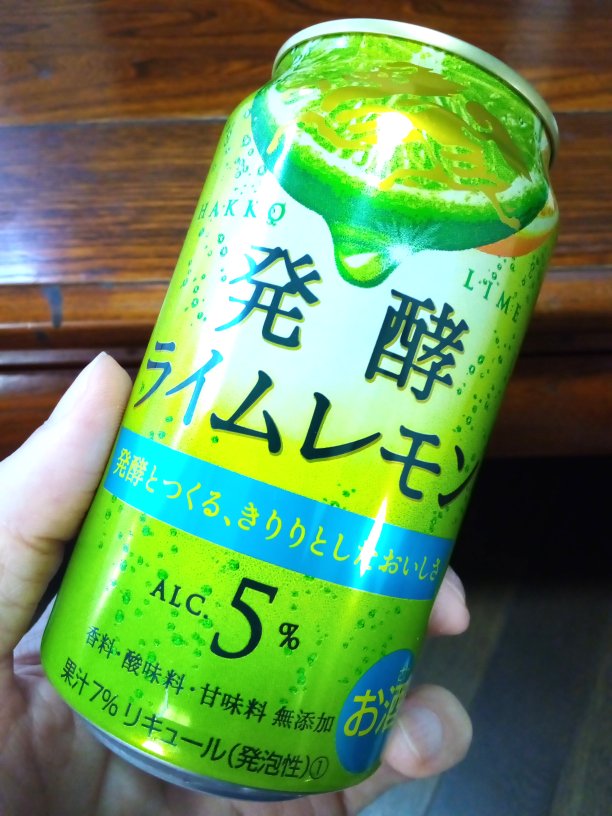 HAKKO
LIME
発酵
ライムレモン
発酵とつくる、きりりとしたおいしさ
ALC. 5%
香料・酸味料・甘味料 無添加
お酒
果汁7% リキュール(発泡性)①